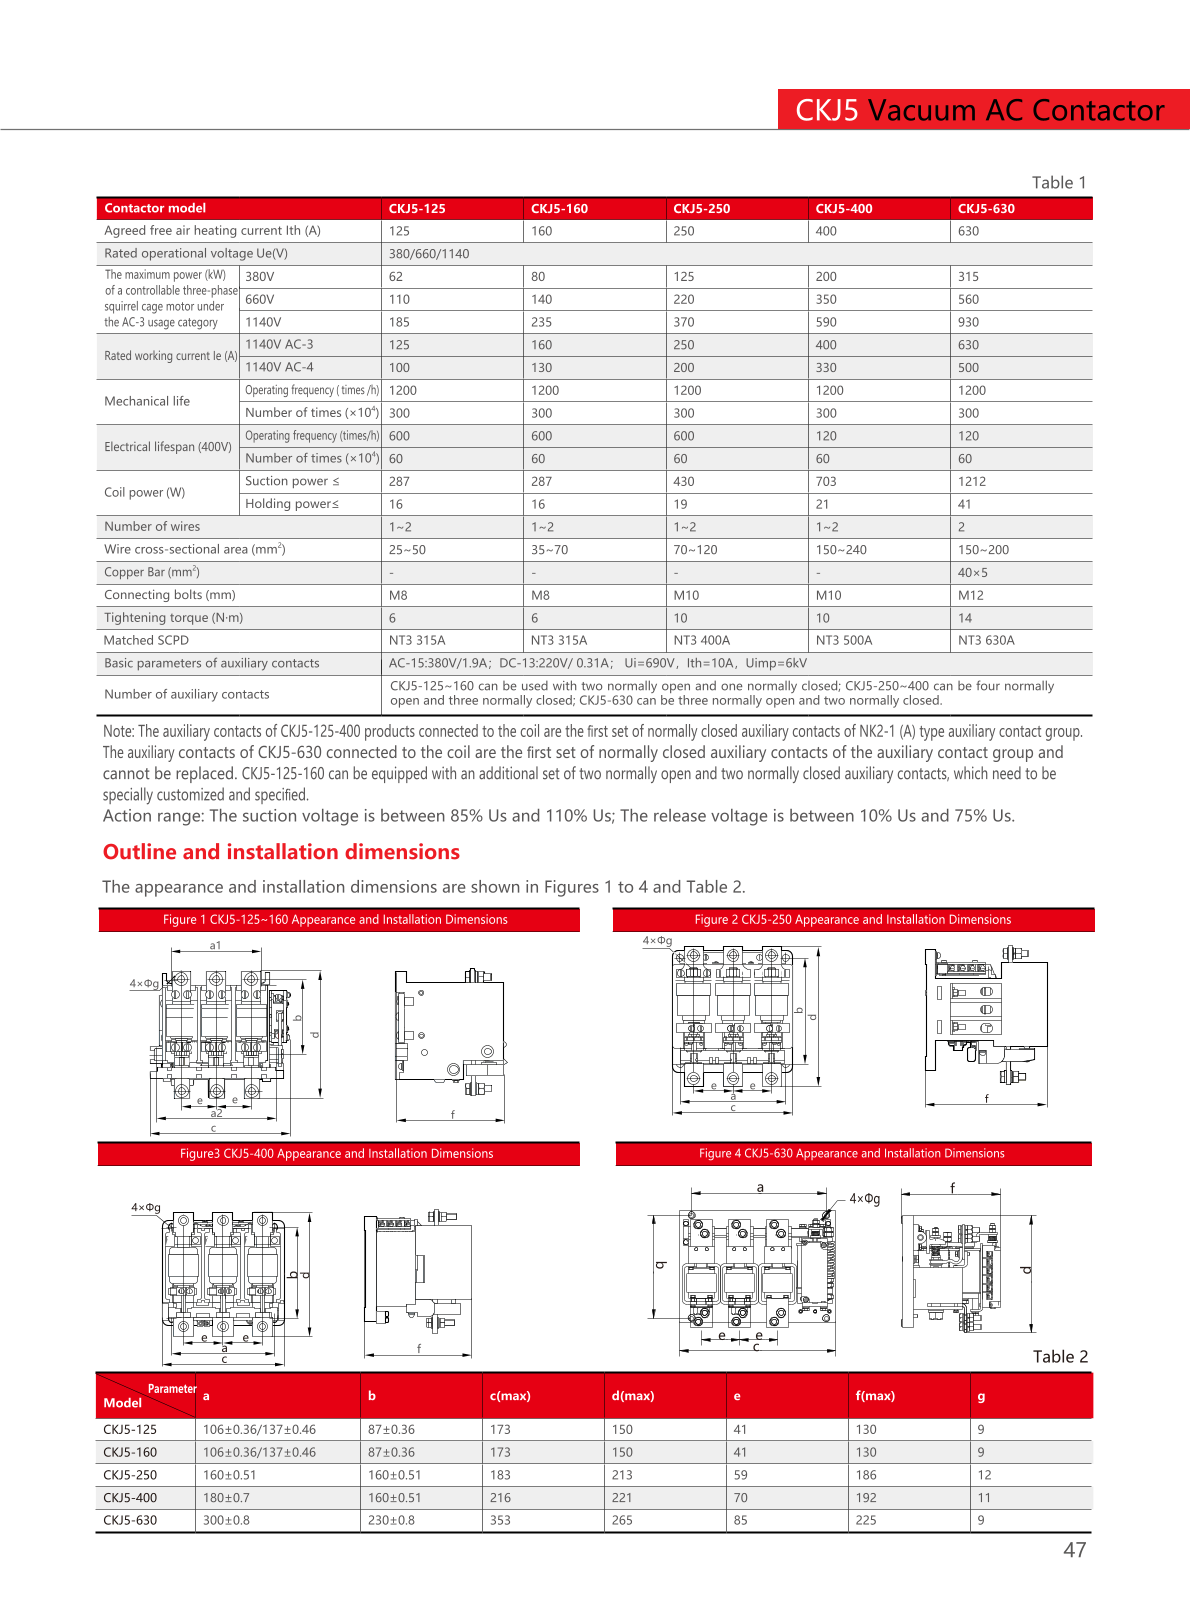 CKJ5 Vacuum AC Contactor
Table 1
Contactor model CKJ5-125 CKJ5-160 CKJ5-250 CKJ5-400 CKJ5-630
Agreed free air heating current Ith (A) 125 160 250 400 630
Rated operational voltage Ue(V) 380/660/1140
The maximum power (kW)
of a controllable three-phase
squirrel cage motor under
the AC-3 usage category
380V 62 80 125 200 315
660V 110 140 220 350 560
1140V 185 235 370 590 930
Rated working current Ie (A)
1140V AC-3 125 160 250 400 630
1140V AC-4 100 130 200 330 500
Mechanical life
Operating frequency ( times /h) 1200 1200 1200 1200 1200
Number of times (×10⁴) 300 300 300 300 300
Electrical lifespan (400V)
Operating frequency (times/h) 600 600 600 120 120
Number of times (×10⁴) 60 60 60 60 60
Coil power (W)
Suction power ≤ 287 287 430 703 1212
Holding power≤ 16 16 19 21 41
Number of wires 1~2 1~2 1~2 1~2 2
Wire cross-sectional area (mm²) 25~50 35~70 70~120 150~240 150~200
Copper Bar (mm²) - - - - 40×5
Connecting bolts (mm) M8 M8 M10 M10 M12
Tightening torque (N·m) 6 6 10 10 14
Matched SCPD NT3 315A NT3 315A NT3 400A NT3 500A NT3 630A
Basic parameters of auxiliary contacts AC-15:380V/1.9A; DC-13:220V/ 0.31A; Ui=690V, Ith=10A, Uimp=6kV
Number of auxiliary contacts
CKJ5-125~160 can be used with two normally open and one normally closed; CKJ5-250~400 can be four normally
open and three normally closed; CKJ5-630 can be three normally open and two normally closed.
Note: The auxiliary contacts of CKJ5-125-400 products connected to the coil are the first set of normally closed auxiliary contacts of NK2-1 (A) type auxiliary contact group.
The auxiliary contacts of CKJ5-630 connected to the coil are the first set of normally closed auxiliary contacts of the auxiliary contact group and
cannot be replaced. CKJ5-125-160 can be equipped with an additional set of two normally open and two normally closed auxiliary contacts, which need to be
specially customized and specified.
Action range: The suction voltage is between 85% Us and 110% Us; The release voltage is between 10% Us and 75% Us.
Outline and installation dimensions
The appearance and installation dimensions are shown in Figures 1 to 4 and Table 2.
Figure 1 CKJ5-125~160 Appearance and Installation Dimensions
a1
4×Φg
b
d
e e
a2
c
f
Figure 2 CKJ5-250 Appearance and Installation Dimensions
4×Φg
b
d
e e
a
c
f
Figure3 CKJ5-400 Appearance and Installation Dimensions
4×Φg
b
d
e e
a
c
f
Figure 4 CKJ5-630 Appearance and Installation Dimensions
a
4×Φg
b
e e
c
f
d
Table 2
Parameter
Model
a b c(max) d(max) e f(max) g
CKJ5-125 106±0.36/137±0.46 87±0.36 173 150 41 130 9
CKJ5-160 106±0.36/137±0.46 87±0.36 173 150 41 130 9
CKJ5-250 160±0.51 160±0.51 183 213 59 186 12
CKJ5-400 180±0.7 160±0.51 216 221 70 192 11
CKJ5-630 300±0.8 230±0.8 353 265 85 225 9
47